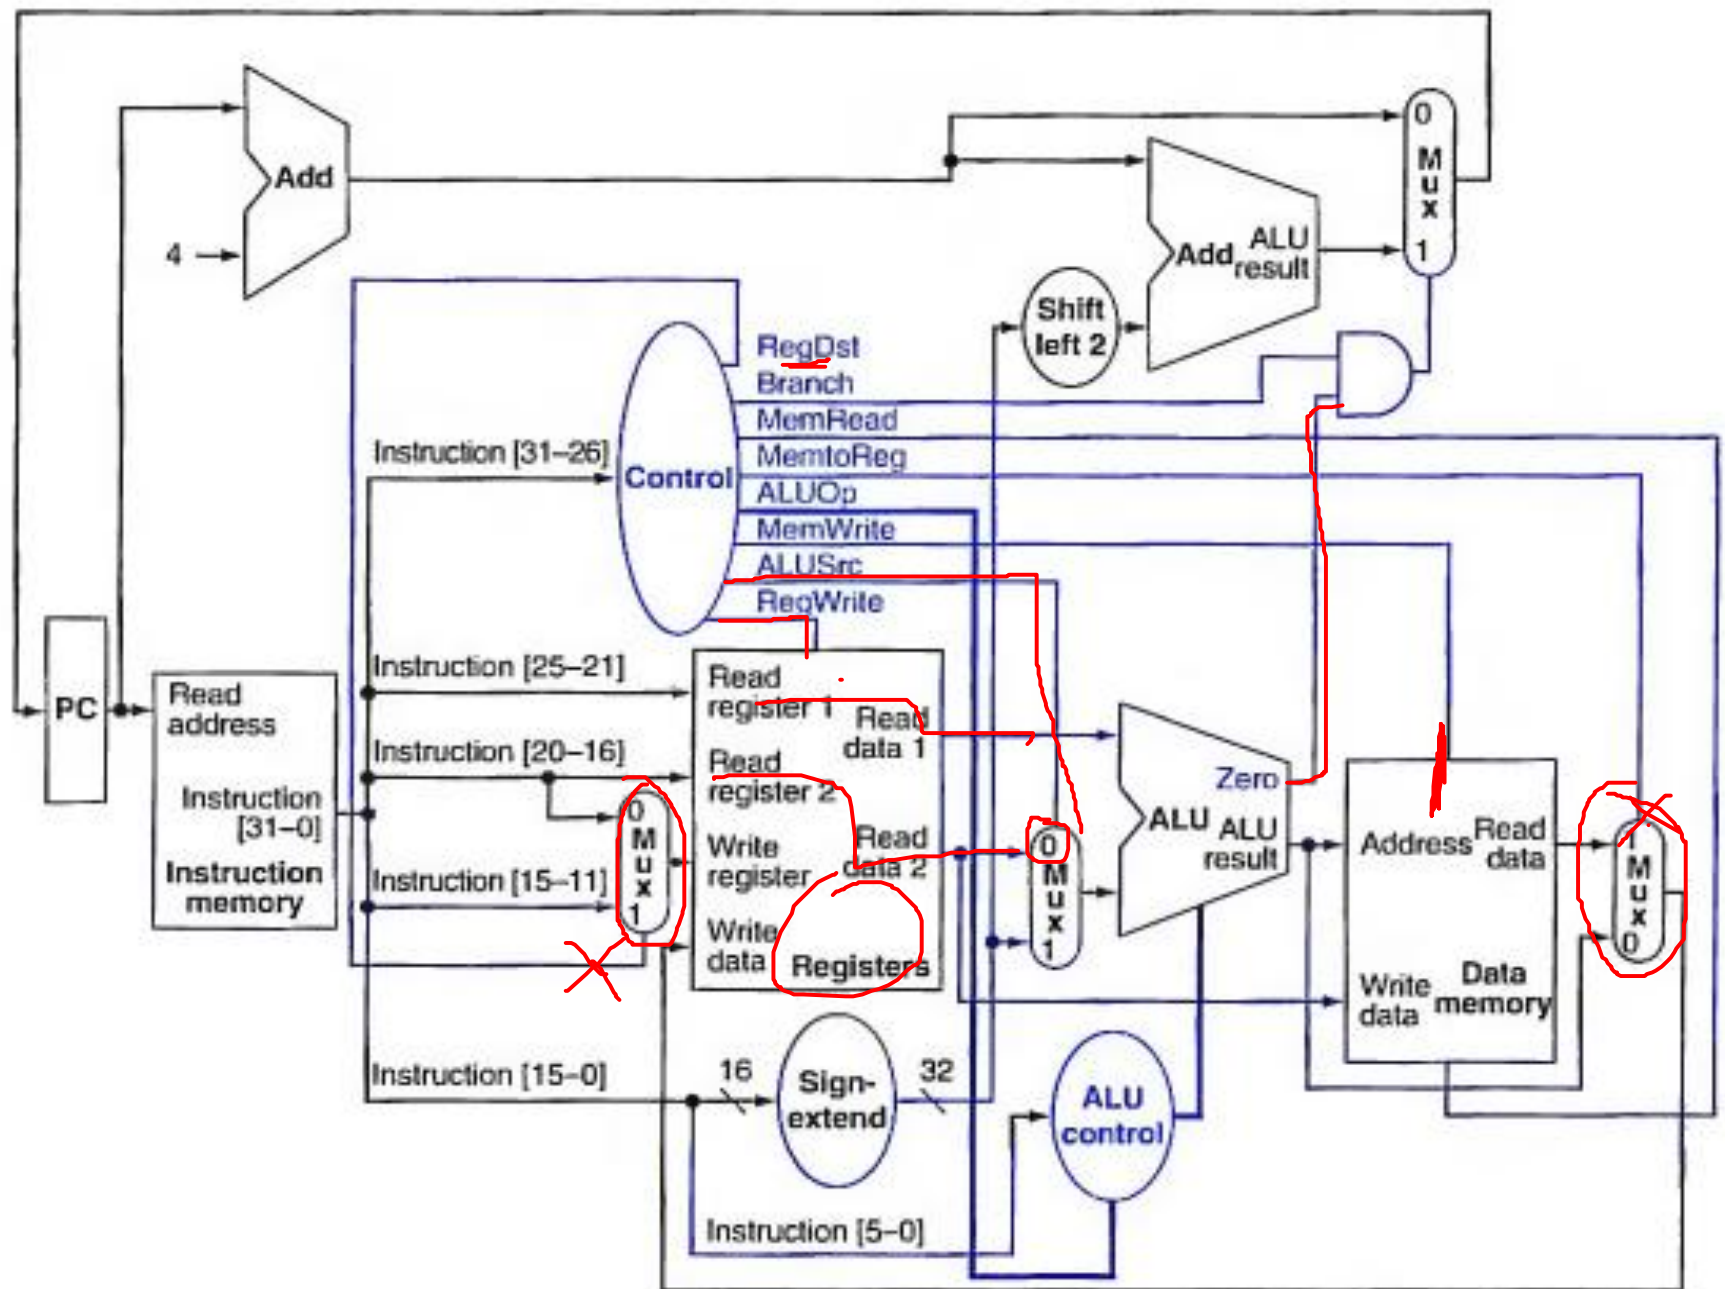 0
M
u
x
1
Add
4
Add ALU
result
Shift
left 2
RegDst
Branch
MemRead
MemtoReg
ALUOp
MemWrite
ALUSrc
RegWrite
Control
Instruction [31–26]
Instruction [25–21]
Instruction [20–16]
Instruction [15–11]
Instruction [15–0]
Instruction [5–0]
PC
Read
address
Instruction
[31–0]
Instruction
memory
0
M
u
x
1
Read
register 1
Read
data 1
Read
register 2
Write
register
Read
data 2
Write
data
Registers
0
M
u
x
1
Zero
ALU
ALU
result
Address
Read
data
Write
data
Data
memory
1
M
u
x
0
16
Sign-
extend
32
ALU
control